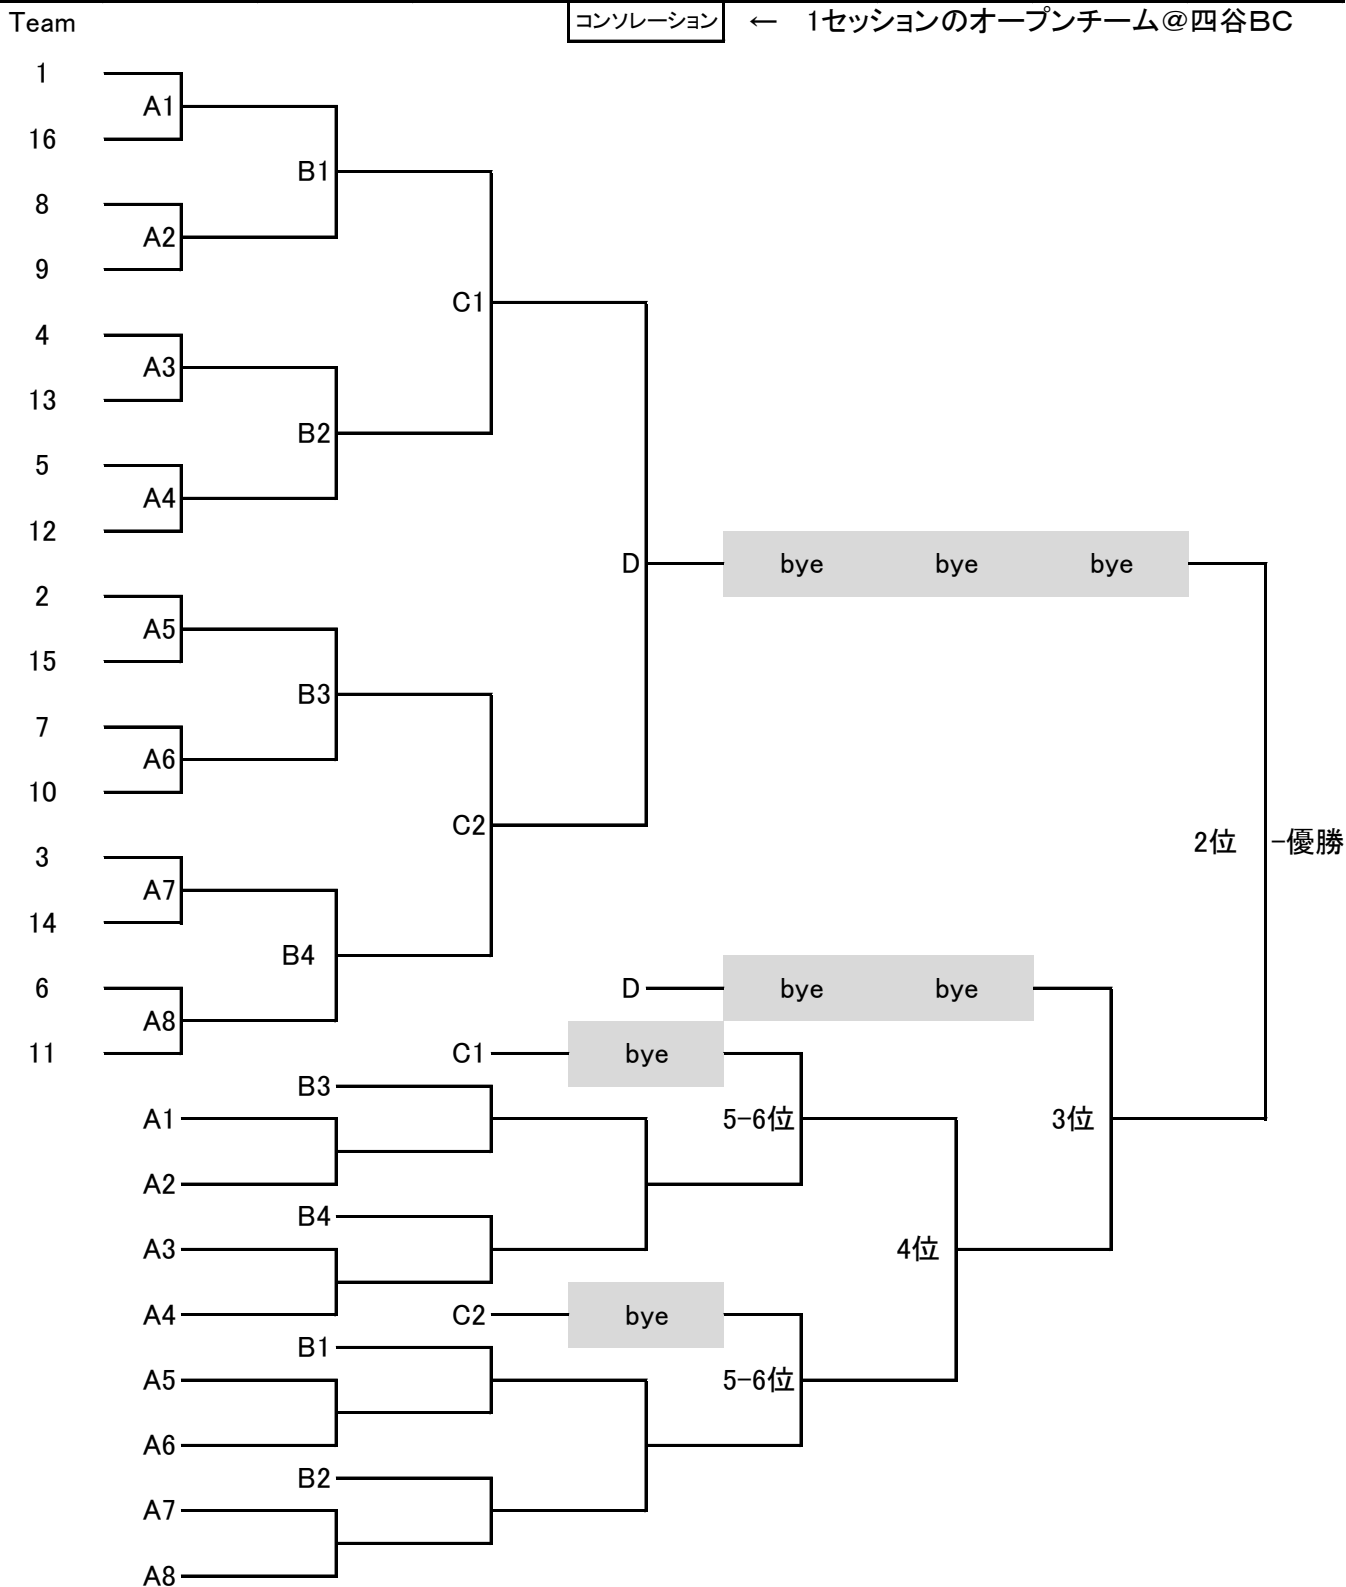 Team コンソレーション ← 1セッションのオープンチーム@四谷BC
1
A1
16
B1
8
A2
9
C1
4
A3
13
B2
5
A4
12
D bye bye bye
2
A5
15
B3
7
A6
10
C2
2位 -優勝
3
A7
14
B4
6 D bye bye
A8
11 C1 bye
B3
A1 5-6位 3位
A2
B4
A3 4位
A4 C2 bye
B1
A5 5-6位
A6
B2
A7
A8